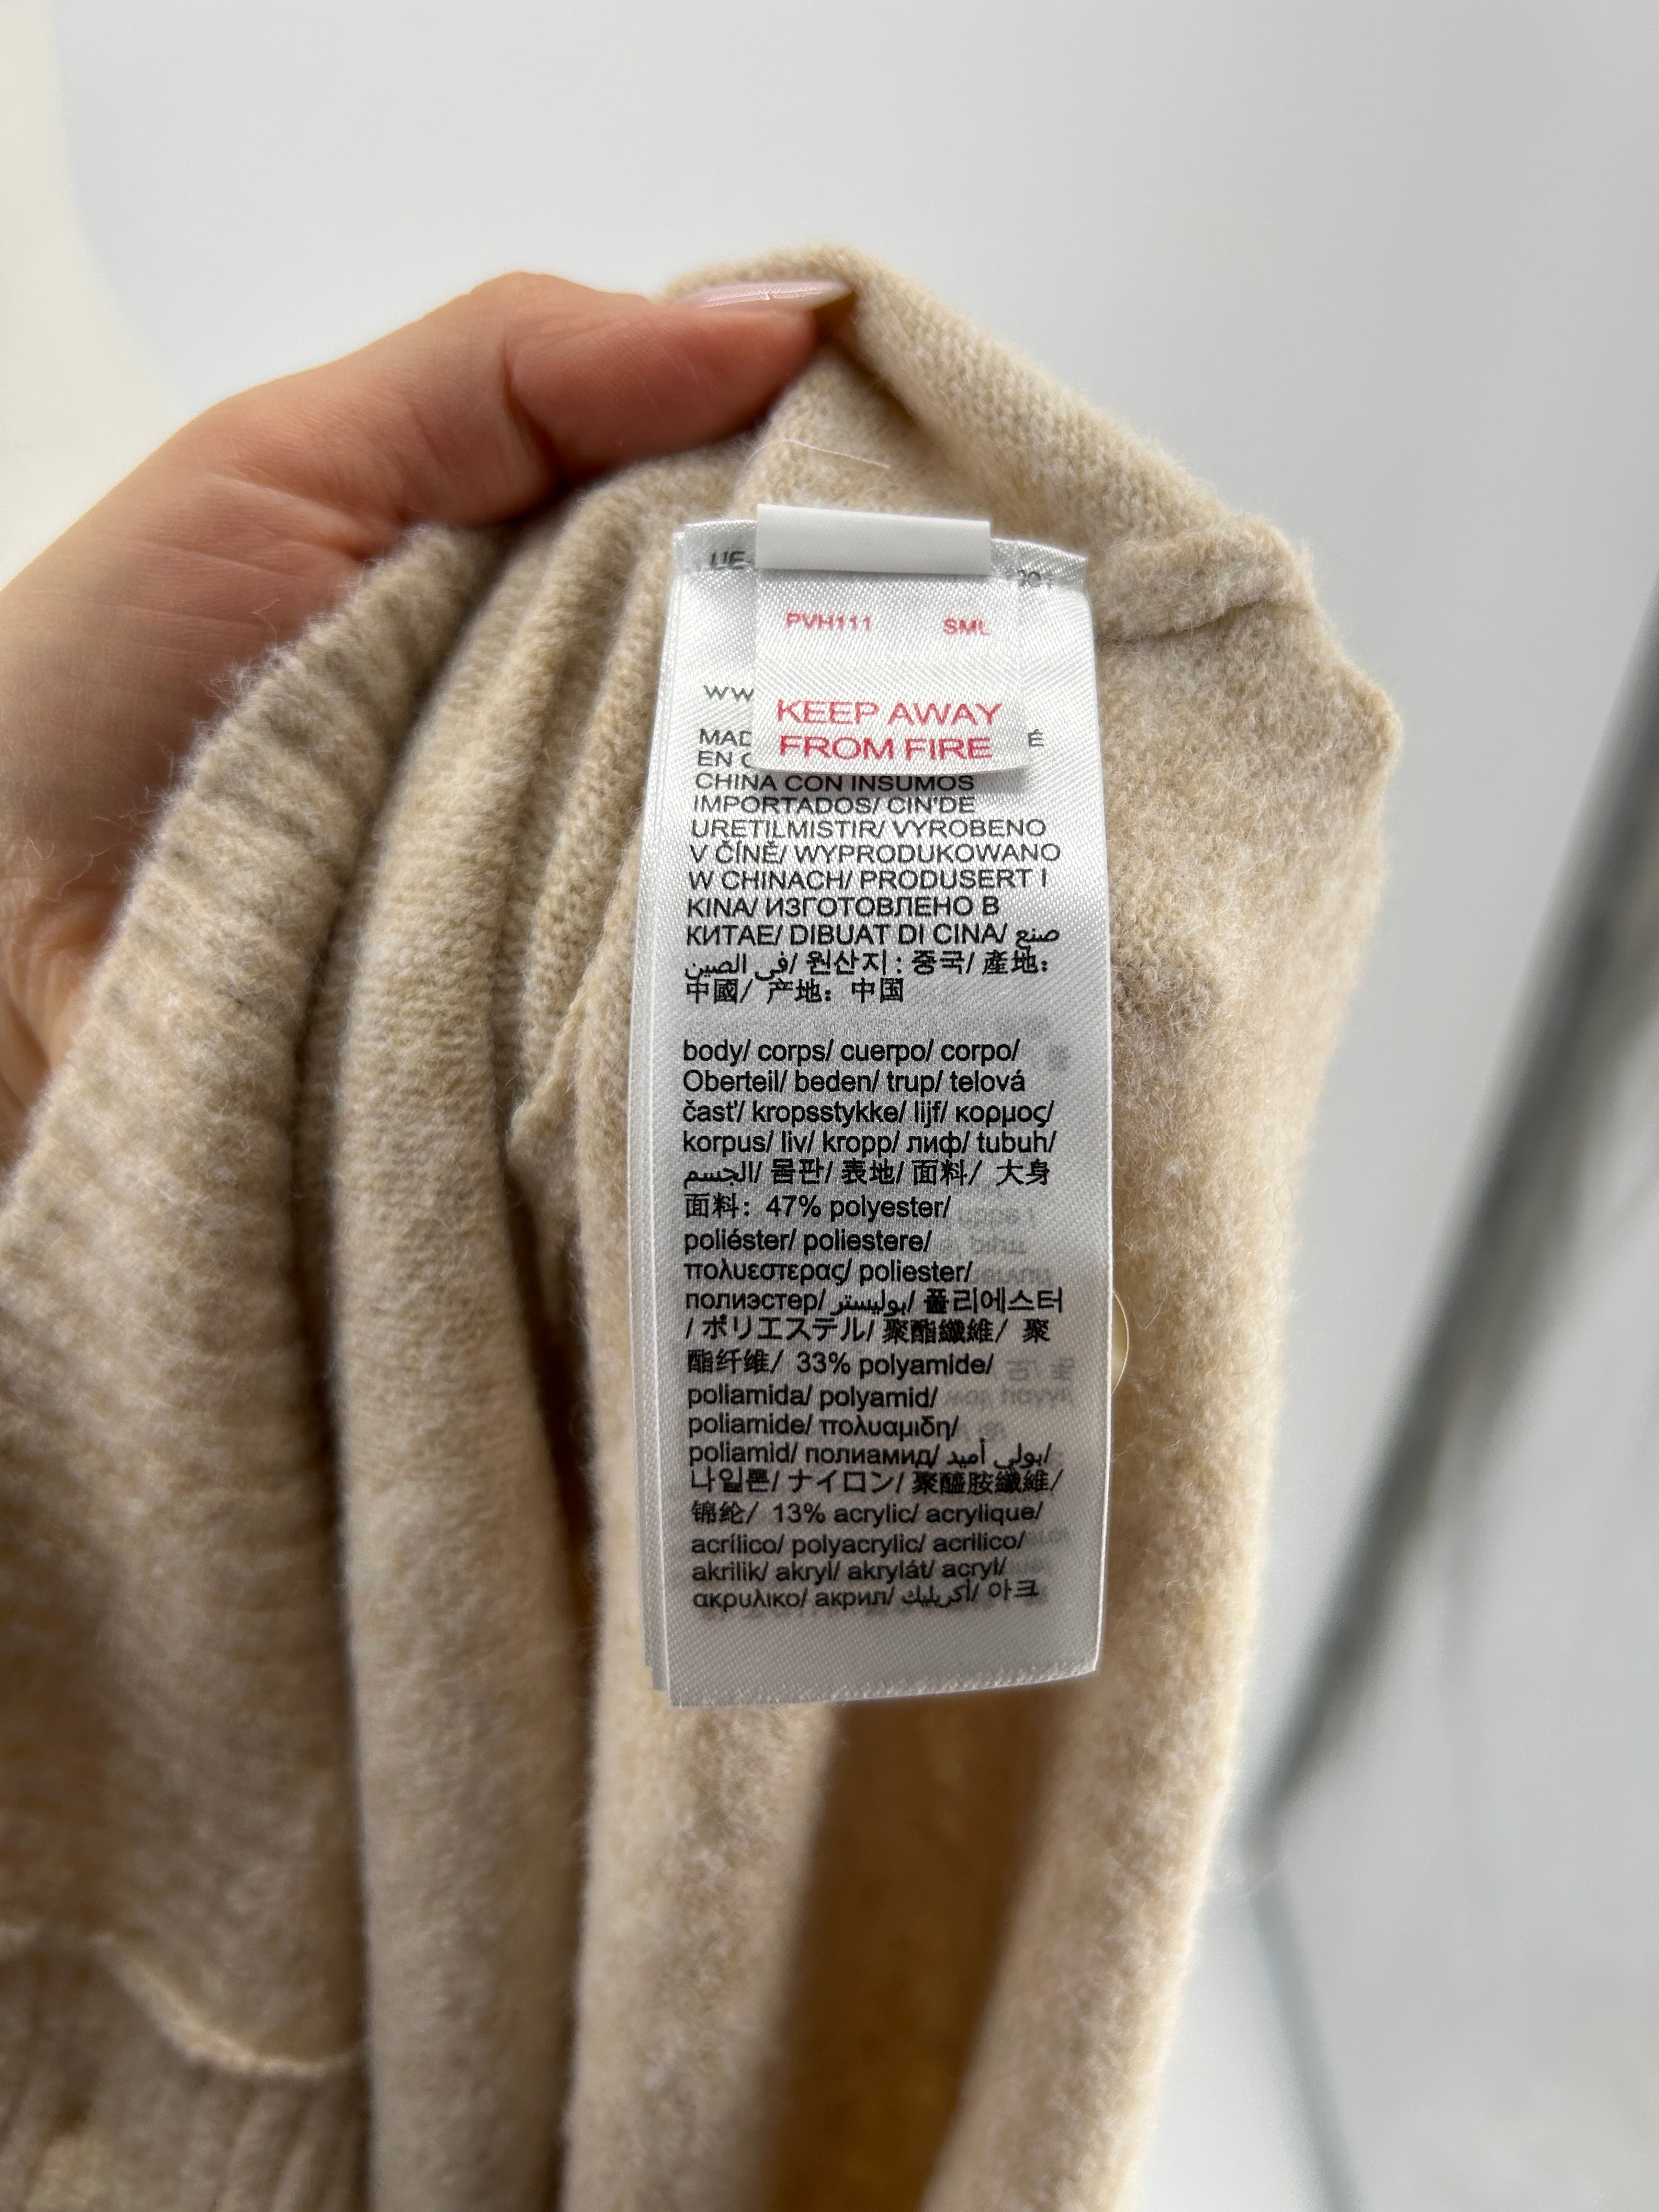 UE-
PVH111 SML
KEEP AWAY
FROM FIRE
CHINA CON INSUMOS
IMPORTADOS/ CIN'DE
URETILMISTIR/ VYROBENO
V ČÍNĚ/ WYPRODUKOWANO
W CHINACH/ PRODUSERT I
KINA/ ИЗГОТОВЛЕНО В
КИТАЕ/ DIBUAT DI CINA/ صنع
في الصين/ 원산지 : 중국/ 產地：
中國/ 产地：中国
body/ corps/ cuerpo/ corpo/
Oberteil/ beden/ trup/ telová
časť/ kropsstykke/ lijf/ κορμος/
korpus/ liv/ kropp/ лиф/ tubuh/
الجسم/ 몸판/ 表地/ 面料/ 大身
面料：47% polyester/
poliéster/ poliestere/
πολυεστερας/ poliester/
полиэстер/ بوليستر/ 폴리에스터
/ ポリエステル/ 聚酯纖維/ 聚
酯纤维/ 33% polyamide/
poliamida/ polyamid/
poliamide/ πολυαμιδη/
poliamid/ полиамид/ بولي أميد/
나일론/ ナイロン/ 聚醯胺纖維/
锦纶/ 13% acrylic/ acrylique/
acrílico/ polyacrylic/ acrilico/
akrilik/ akryl/ akrylát/ acryl/
ακρυλικο/ акрил/ أكريليك/ 아크